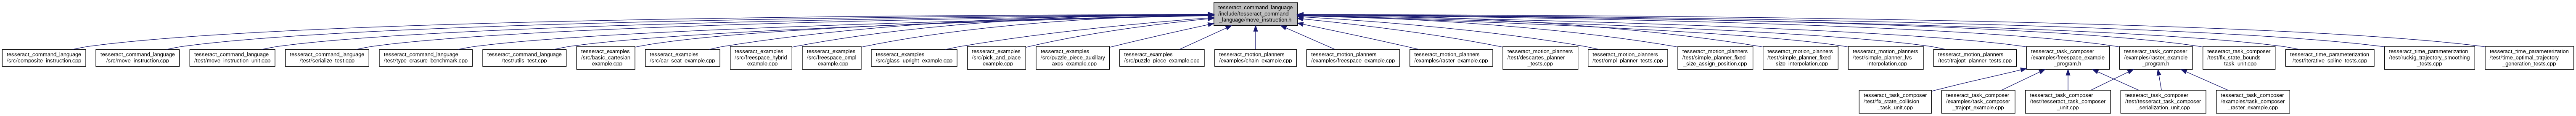 tesseract_command_language
/include/tesseract_command
_language/move_instruction.h
tesseract_command_language
/src/composite_instruction.cpp
tesseract_command_language
/src/move_instruction.cpp
tesseract_command_language
/test/move_instruction_unit.cpp
tesseract_command_language
/test/serialize_test.cpp
tesseract_command_language
/test/type_erasure_benchmark.cpp
tesseract_command_language
/test/utils_test.cpp
tesseract_examples
/src/basic_cartesian
_example.cpp
tesseract_examples
/src/car_seat_example.cpp
tesseract_examples
/src/freespace_hybrid
_example.cpp
tesseract_examples
/src/freespace_ompl
_example.cpp
tesseract_examples
/src/glass_upright_example.cpp
tesseract_examples
/src/pick_and_place
_example.cpp
tesseract_examples
/src/puzzle_piece_auxillary
_axes_example.cpp
tesseract_examples
/src/puzzle_piece_example.cpp
tesseract_motion_planners
/examples/chain_example.cpp
tesseract_motion_planners
/examples/freespace_example.cpp
tesseract_motion_planners
/examples/raster_example.cpp
tesseract_motion_planners
/test/descartes_planner
_tests.cpp
tesseract_motion_planners
/test/ompl_planner_tests.cpp
tesseract_motion_planners
/test/simple_planner_fixed
_size_assign_position.cpp
tesseract_motion_planners
/test/simple_planner_fixed
_size_interpolation.cpp
tesseract_motion_planners
/test/simple_planner_lvs
_interpolation.cpp
tesseract_motion_planners
/test/trajopt_planner_tests.cpp
tesseract_task_composer
/examples/freespace_example
_program.h
tesseract_task_composer
/examples/raster_example
_program.h
tesseract_task_composer
/test/fix_state_bounds
_task_unit.cpp
tesseract_time_parameterization
/test/iterative_spline_tests.cpp
tesseract_time_parameterization
/test/ruckig_trajectory_smoothing
_tests.cpp
tesseract_time_parameterization
/test/time_optimal_trajectory
_generation_tests.cpp
tesseract_task_composer
/test/fix_state_collision
_task_unit.cpp
tesseract_task_composer
/examples/task_composer
_trajopt_example.cpp
tesseract_task_composer
/test/tesseract_task_composer
_unit.cpp
tesseract_task_composer
/test/tesseract_task_composer
_serialization_unit.cpp
tesseract_task_composer
/examples/task_composer
_raster_example.cpp